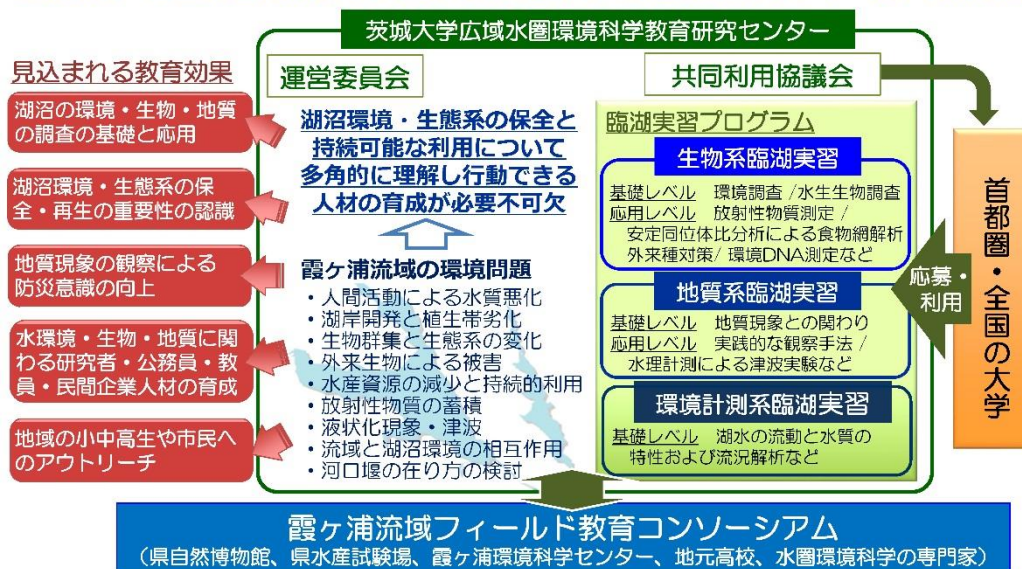 茨城大学広域水圏環境科学教育研究センター
見込まれる教育効果
湖沼の環境・生物・地質
の調査の基礎と応用
湖沼環境・生態系の保
全・再生の重要性の認識
地質現象の観察による
防災意識の向上
水環境・生物・地質に関
わる研究者・公務員・教
員・民間企業人材の育成
地域の小中高生や市民へ
のアウトリーチ
運営委員会
湖沼環境・生態系の保全と
持続可能な利用について
多角的に理解し行動できる
人材の育成が必要不可欠
霞ヶ浦流域の環境問題
・人間活動による水質悪化
・湖岸開発と植生帯劣化
・生物群集と生態系の変化
・外来生物による被害
・水産資源の減少と持続的利用
・放射性物質の蓄積
・液状化現象・津波
・流域と湖沼環境の相互作用
・河口堰の在り方の検討
共同利用協議会
臨湖実習プログラム
生物系臨湖実習
基礎レベル 環境調査/水生生物調査
応用レベル 放射性物質測定/
安定同位体比分析による食物網解析
外来種対策/環境DNA測定など
地質系臨湖実習
基礎レベル 地質現象との関わり
応用レベル 実践的な観察手法/
水理計測による津波実験など
環境計測系臨湖実習
基礎レベル 湖水の流動と水質の
特性および流況解析など
応募・
利用
首都圏・全国の大学
霞ヶ浦流域フィールド教育コンソーシアム
(県自然博物館、県水産試験場、霞ヶ浦環境科学センター、地元高校、水圏環境科学の専門家)